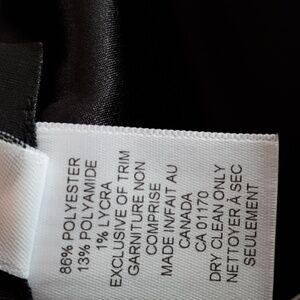 86% POLYESTER
13% POLYAMIDE
1% LYCRA
EXCLUSIVE OF TRIM
GARNITURE NON
COMPRISE
MADE IN/FAIT AU
CANADA
CA 01170
DRY CLEAN ONLY
NETTOYER À SEC
SEULEMENT